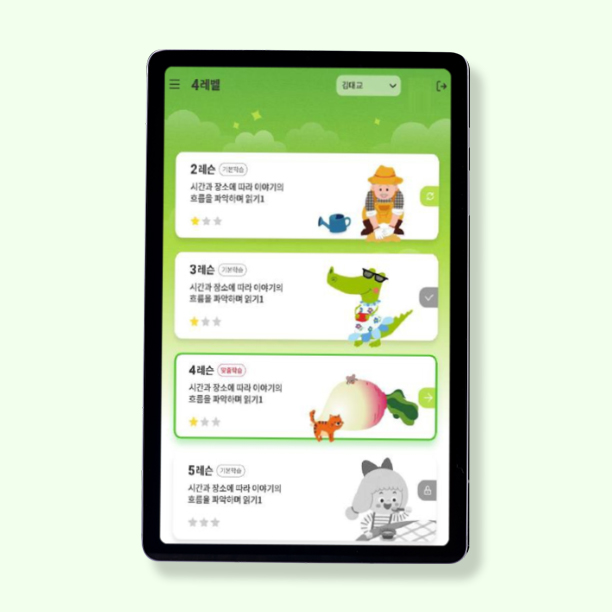 4레벨
김태교
2레슨 기본학습
시간과 장소에 따라 이야기의
흐름을 파악하며 읽기1
3레슨 기본학습
시간과 장소에 따라 이야기의
흐름을 파악하며 읽기1
4레슨 맞춤학습
시간과 장소에 따라 이야기의
흐름을 파악하며 읽기1
5레슨 기본학습
시간과 장소에 따라 이야기의
흐름을 파악하며 읽기1